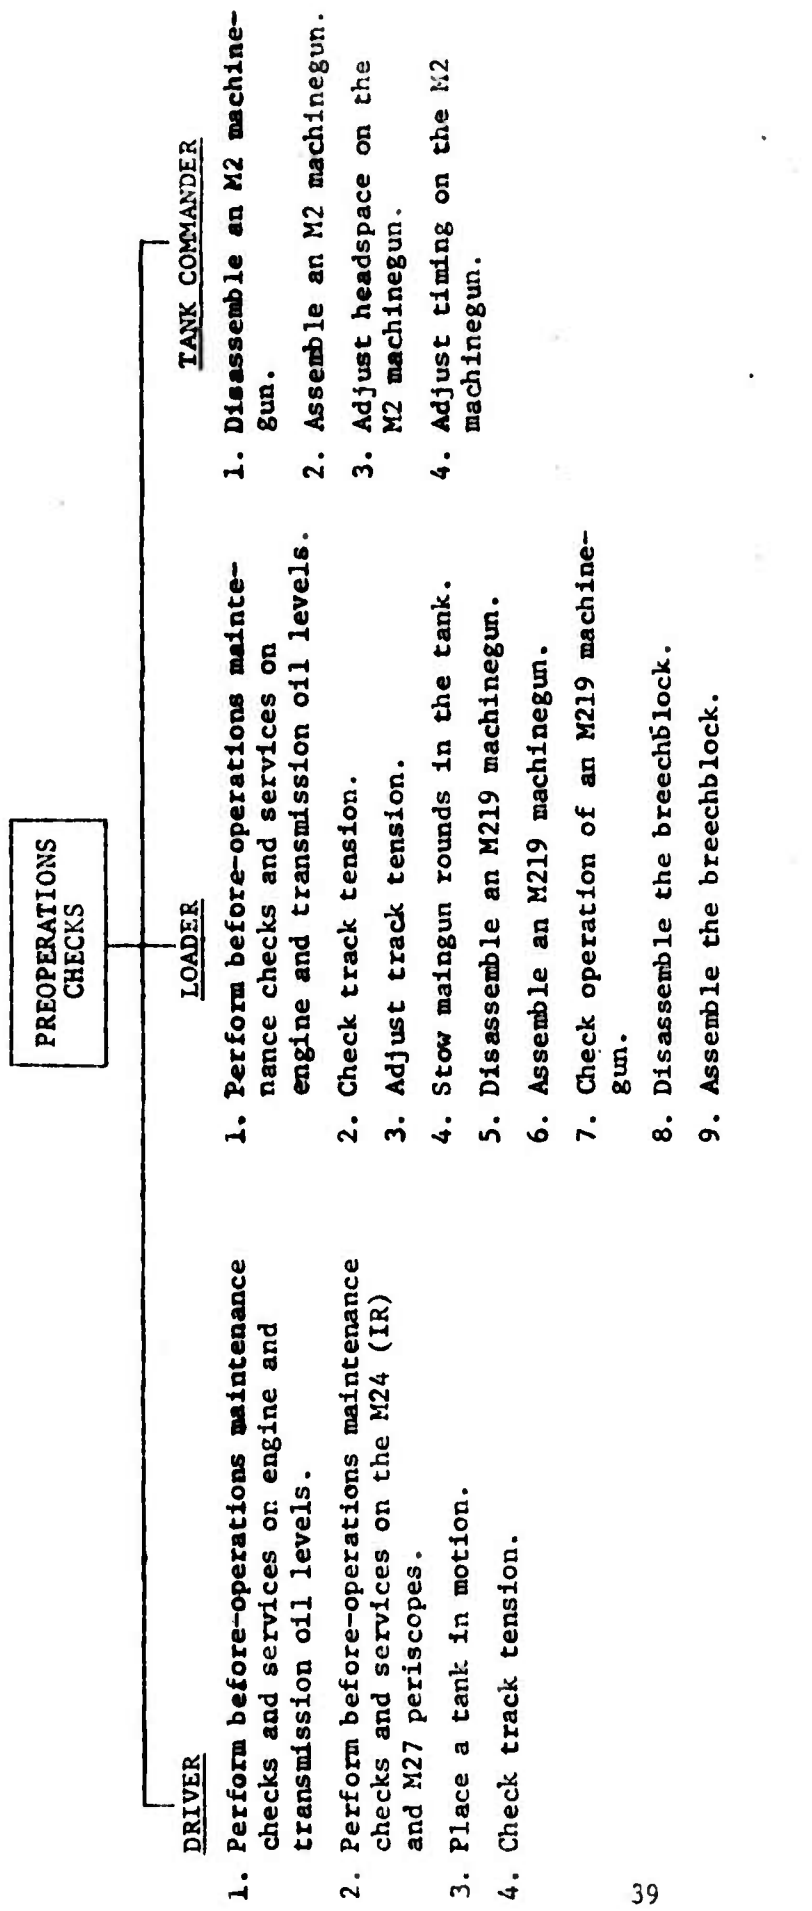 PREOPERATIONS
CHECKS
DRIVER
1. Perform before-operations maintenance
checks and services on engine and
transmission oil levels.
2. Perform before-operations maintenance
checks and services on the M24 (IR)
and M27 periscopes.
3. Place a tank in motion.
4. Check track tension.
LOADER
1. Perform before-operations mainte-
nance checks and services on
engine and transmission oil levels.
2. Check track tension.
3. Adjust track tension.
4. Stow maingun rounds in the tank.
5. Disassemble an M219 machinegun.
6. Assemble an M219 machinegun.
7. Check operation of an M219 machine-
gun.
8. Disassemble the breechblock.
9. Assemble the breechblock.
TANK COMMANDER
1. Disassemble an M2 machine-
gun.
2. Assemble an M2 machinegun.
3. Adjust headspace on the
M2 machinegun.
4. Adjust timing on the M2
machinegun.
39